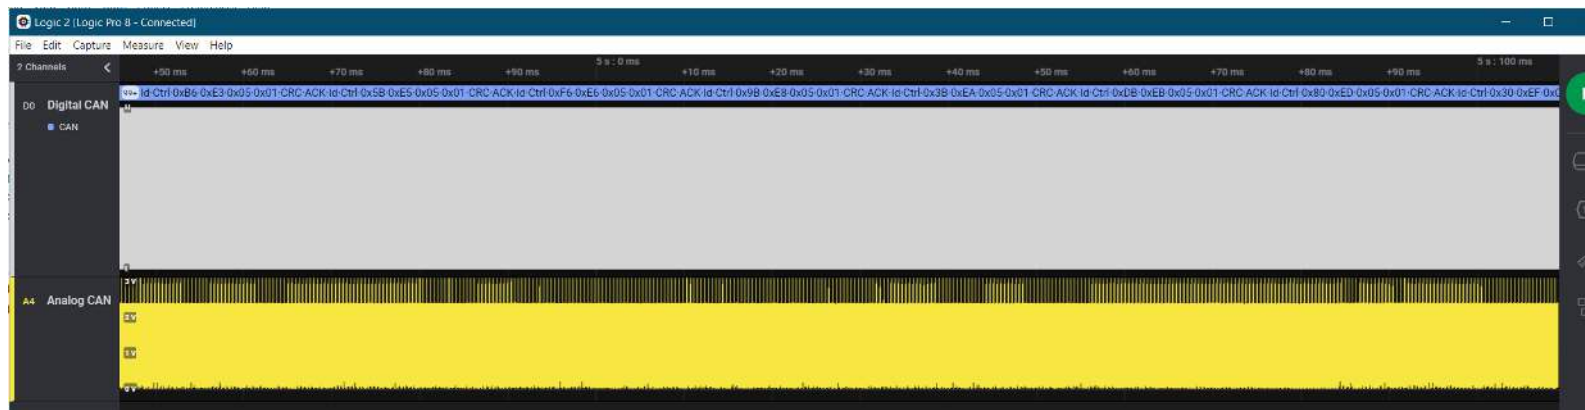 Logic 2 [Logic Pro 8 - Connected]
File Edit Capture Measure View Help
2 Channels
+50 ms +60 ms +70 ms +80 ms +90 ms 5 s : 0 ms +10 ms +20 ms +30 ms +40 ms +50 ms +60 ms +70 ms +80 ms +90 ms 5 s : 100 ms
Id·Ctrl·0xB6·0xE3·0x05·0x01·CRC·ACK·Id·Ctrl·0x5B·0xE5·0x05·0x01·CRC·ACK·Id·Ctrl·0xF6·0xE6·0x05·0x01·CRC·ACK·Id·Ctrl·0x9B·0xE8·0x05·0x01·CRC·ACK·Id·Ctrl·0x3B·0xEA·0x05·0x01·CRC·ACK·Id·Ctrl·0xDB·0xEB·0x05·0x01·CRC·ACK·Id·Ctrl·0x80·0xED·0x05·0x01·CRC·ACK·Id·Ctrl·0x30·0xEF
D0 Digital CAN
CAN
3 V
A4 Analog CAN
2 V
1 V
0 V